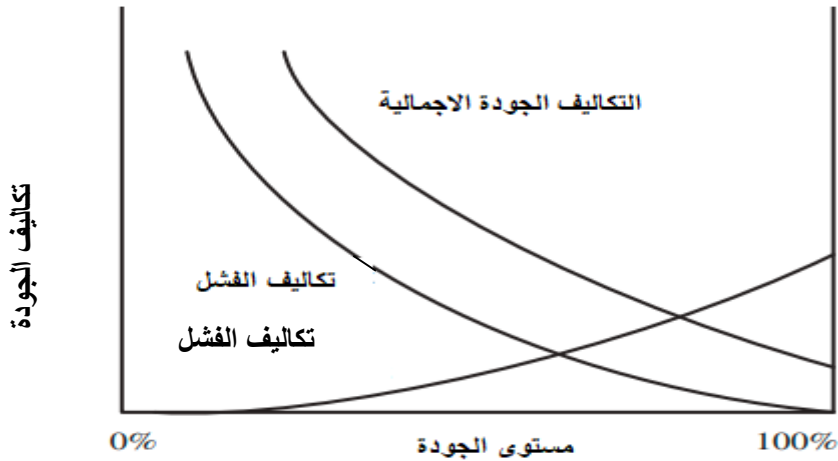 التكاليف الجودة الاجمالية
تكاليف الجودة
تكاليف الفشل
تكاليف الفشل
0%
مستوى الجودة
100%